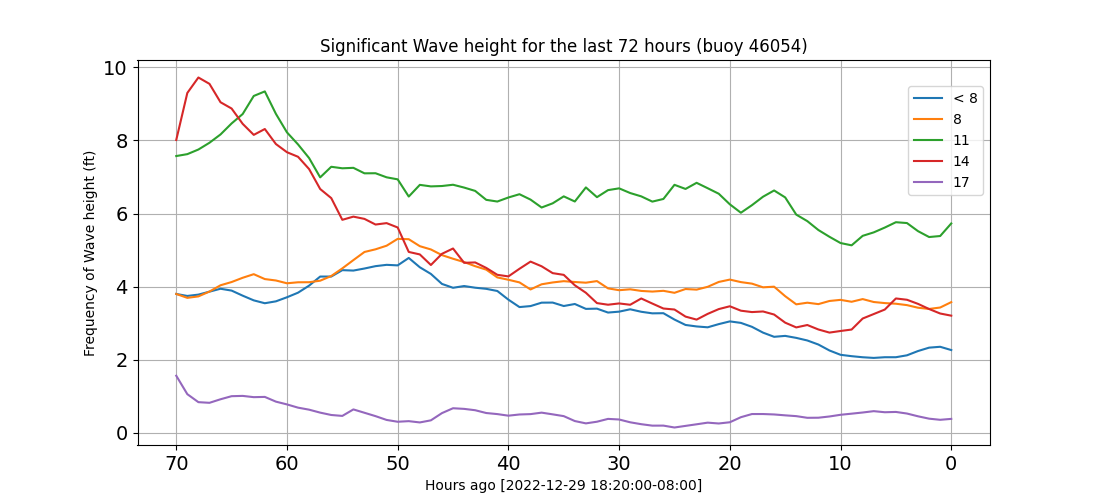 Significant Wave height for the last 72 hours (buoy 46054)
Frequency of Wave height (ft)
10
8
6
4
2
0
< 8
8
11
14
17
70 60 50 40 30 20 10 0
Hours ago [2022-12-29 18:20:00-08:00]